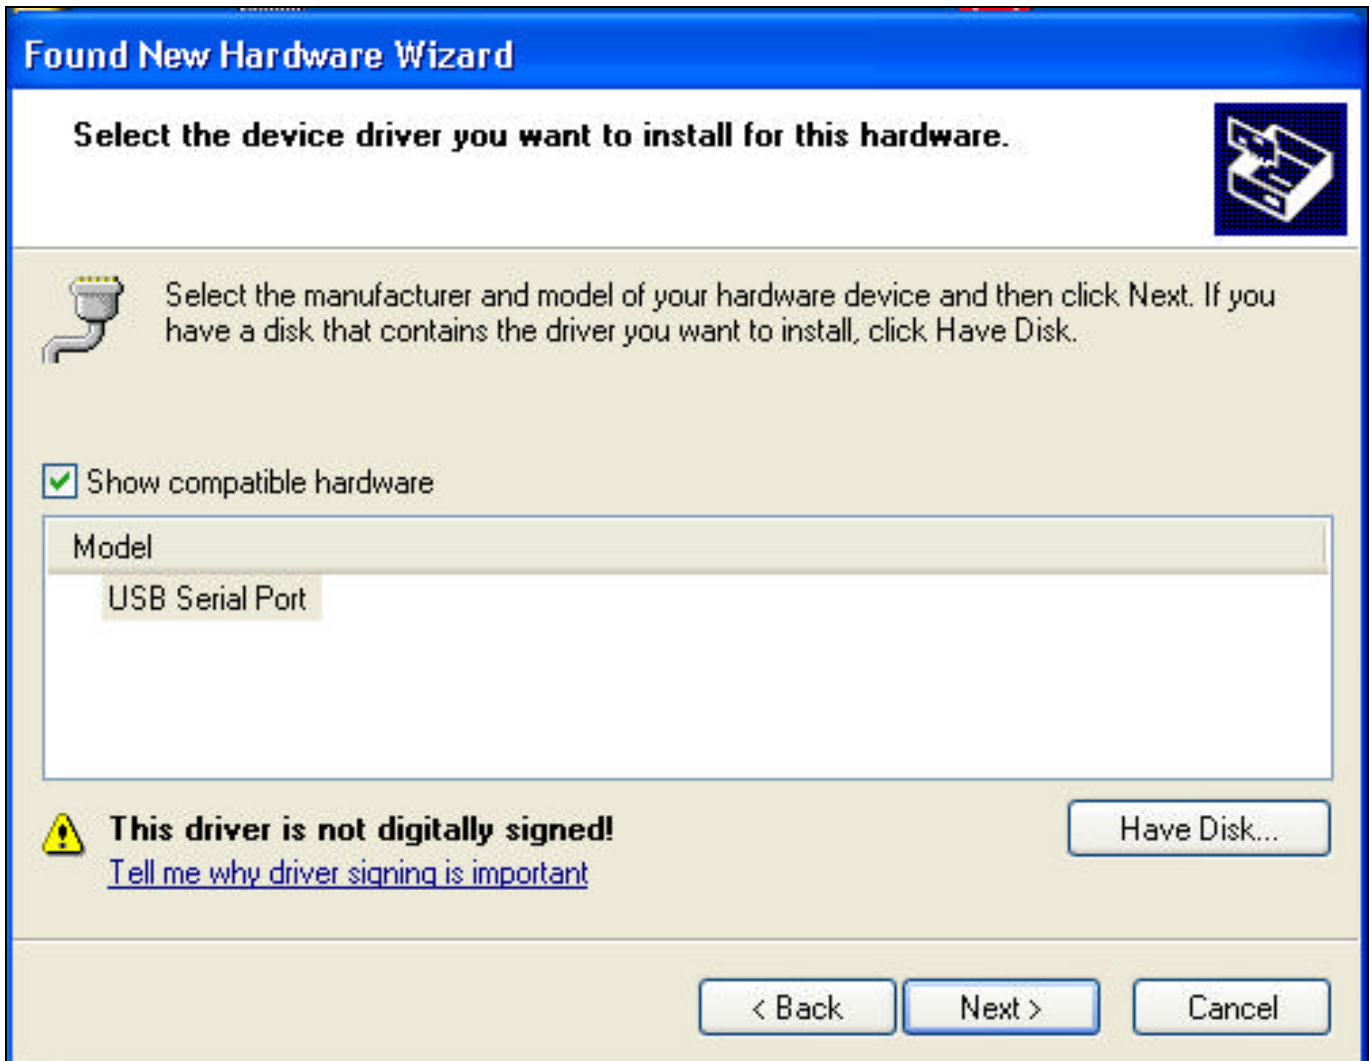 Found New Hardware Wizard
Select the device driver you want to install for this hardware.
Select the manufacturer and model of your hardware device and then click Next. If you
have a disk that contains the driver you want to install, click Have Disk.
Show compatible hardware
Model
USB Serial Port
This driver is not digitally signed!
Have Disk...
Tell me why driver signing is important
< Back
Next >
Cancel